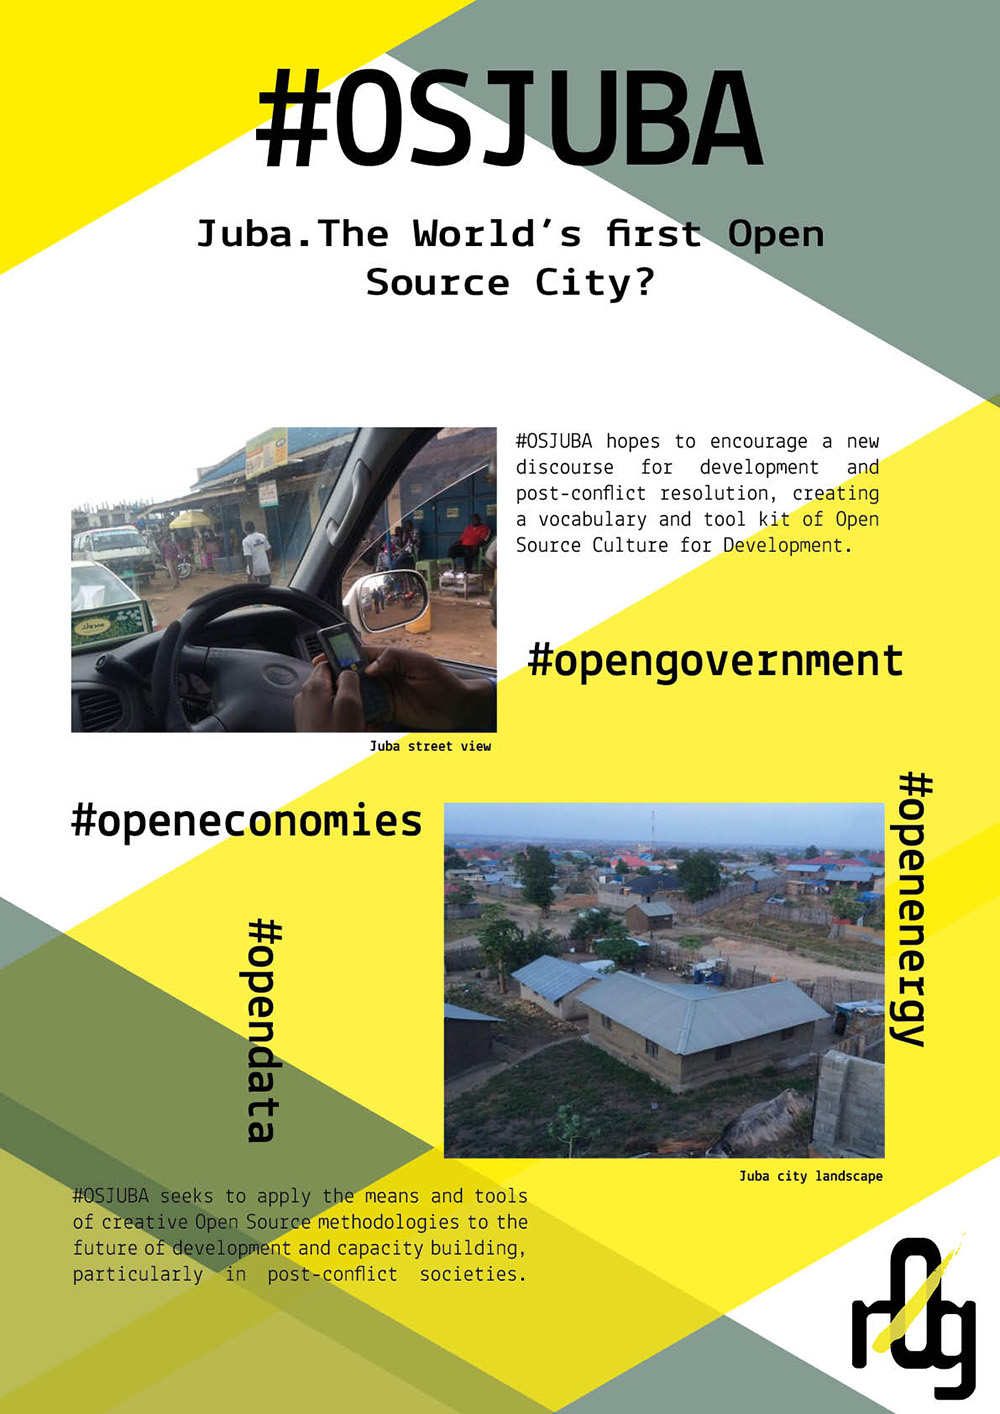 #OSJUBA
Juba.The World’s first Open
Source City?
#OSJUBA hopes to encourage a new
discourse for development and
post-conflict resolution, creating
a vocabulary and tool kit of Open
Source Culture for Development.
#opengovernment
Juba street view
#openeconomies
#openenergy
#opendata
Juba city landscape
#OSJUBA seeks to apply the means and tools
of creative Open Source methodologies to the
future of development and capacity building,
particularly in post-conflict societies.